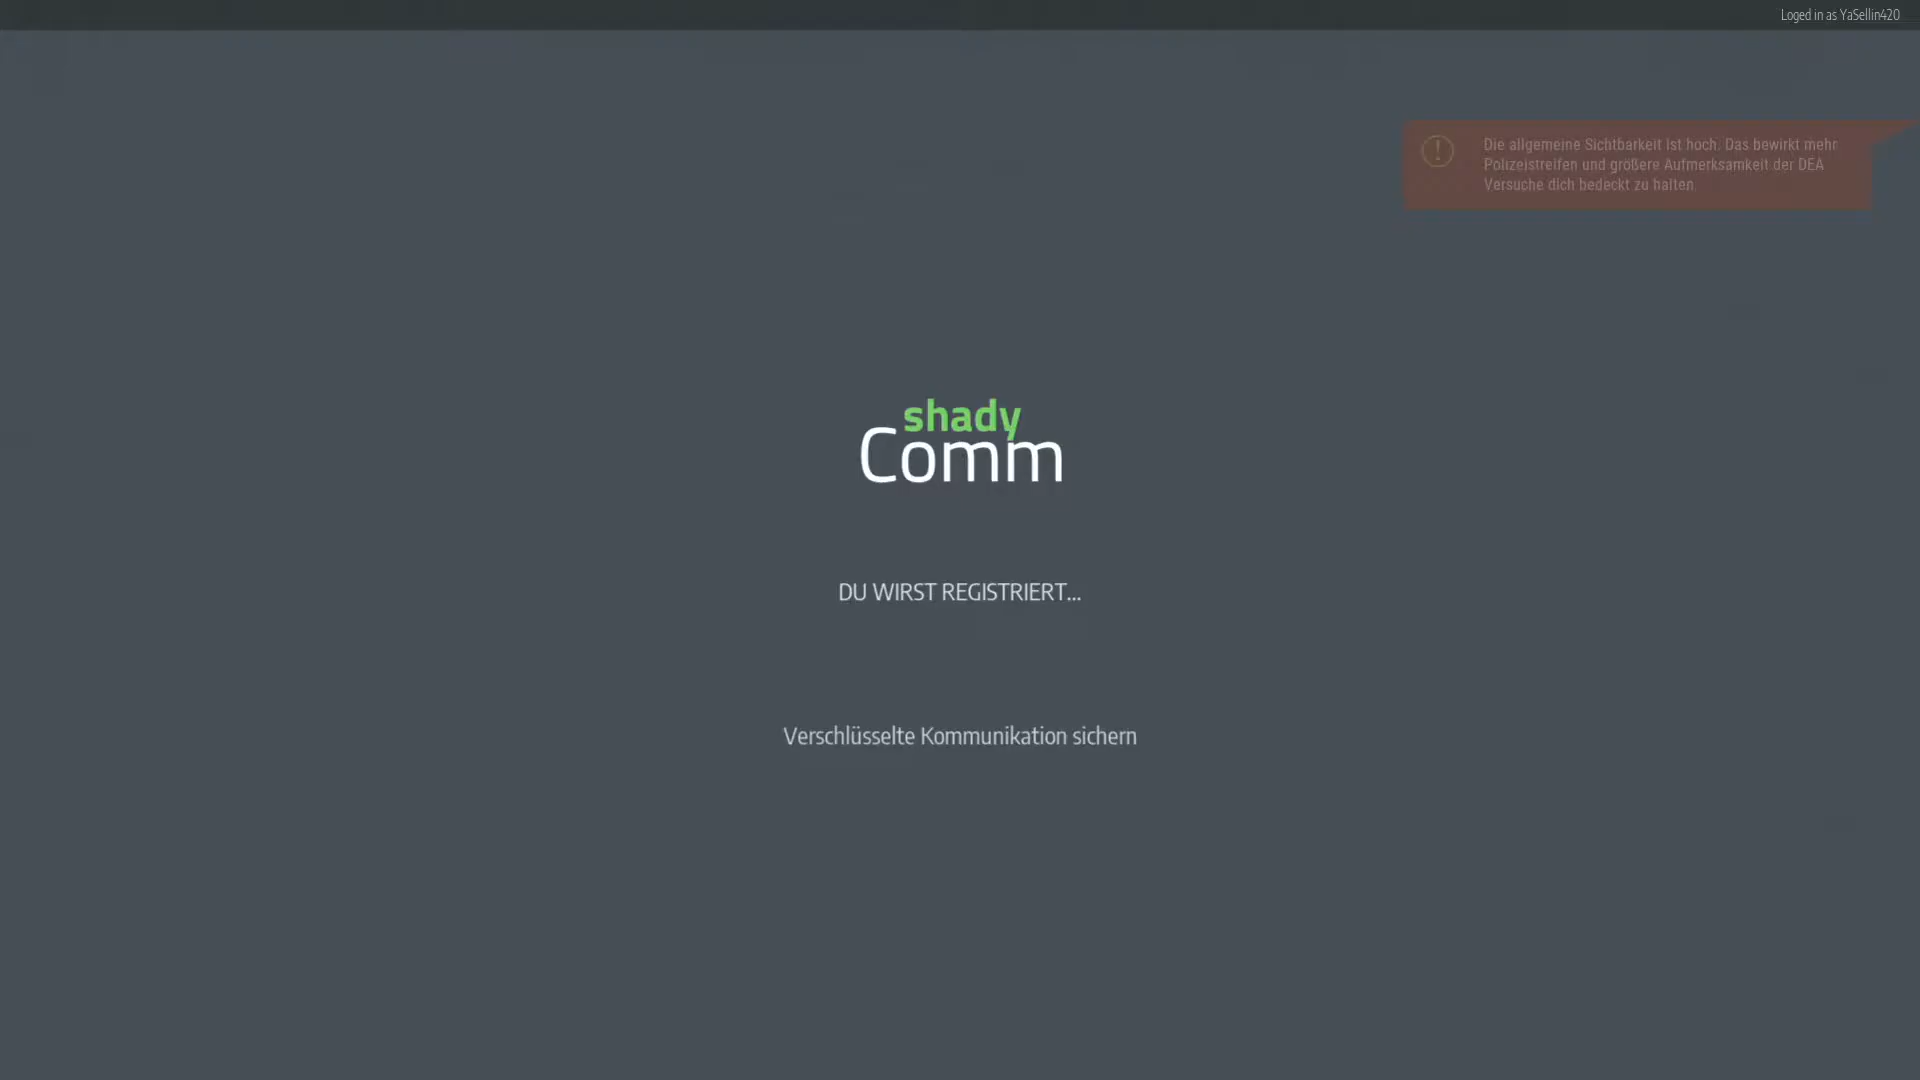 Loged in as YaSellin420
Die allgemeine Sichtbarkeit ist hoch. Das bewirkt mehr
Polizeistreifen und größere Aufmerksamkeit der DEA
Versuche dich bedeckt zu halten.
shady
Comm
DU WIRST REGISTRIERT...
Verschlüsselte Kommunikation sichern